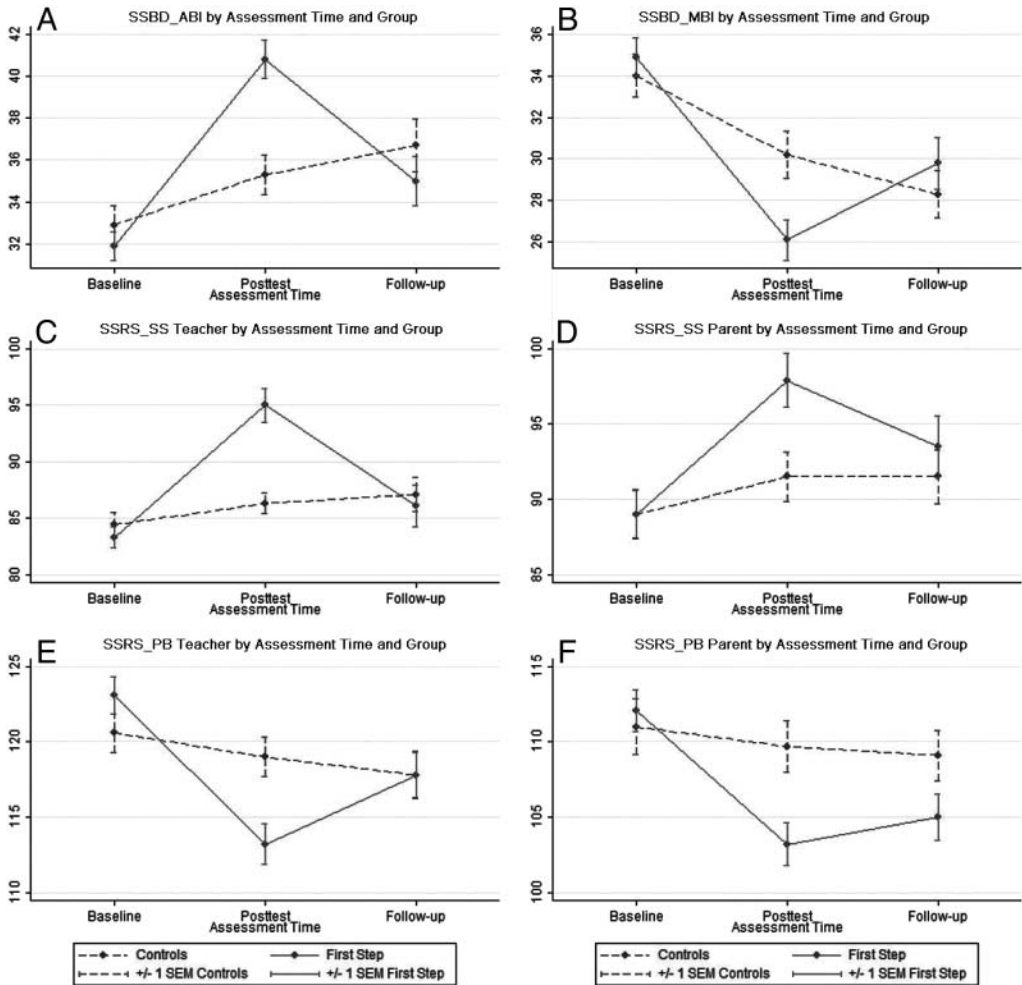 A
SSBD_ABI by Assessment Time and Group
42
40
38
36
34
32
Baseline
Posttest
Follow-up
Assessment Time
B
SSBD_MBI by Assessment Time and Group
36
34
32
30
28
26
Baseline
Posttest
Follow-up
Assessment Time
C
SSRS_SS Teacher by Assessment Time and Group
100
95
90
85
80
Baseline
Posttest
Follow-up
Assessment Time
D
SSRS_SS Parent by Assessment Time and Group
100
95
90
85
Baseline
Posttest
Follow-up
Assessment Time
E
SSRS_PB Teacher by Assessment Time and Group
125
120
115
110
Baseline
Posttest
Follow-up
Assessment Time
F
SSRS_PB Parent by Assessment Time and Group
115
110
105
100
Baseline
Posttest
Follow-up
Assessment Time
Controls
First Step
+/- 1 SEM Controls
+/- 1 SEM First Step
Controls
First Step
+/- 1 SEM Controls
+/- 1 SEM First Step